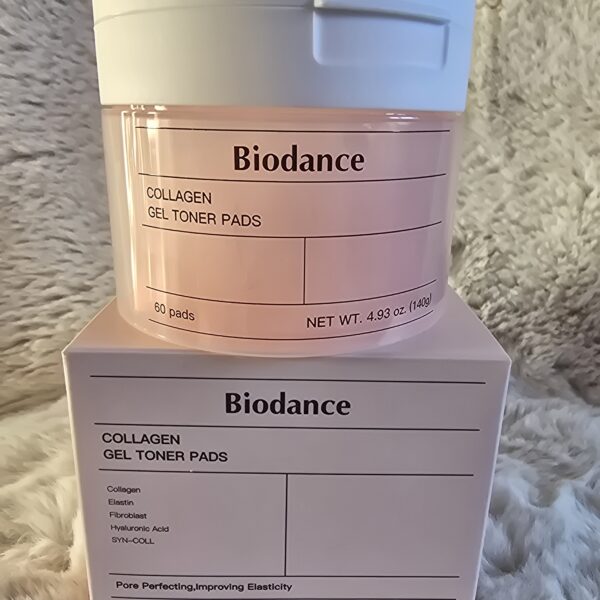 Biodance
COLLAGEN
GEL TONER PADS
60 pads
NET WT. 4.93 oz. (140g)
Biodance
COLLAGEN
GEL TONER PADS
Collagen
Elastin
Fibroblast
Hyaluronic Acid
SYN-COLL
Pore Perfecting,Improving Elasticity